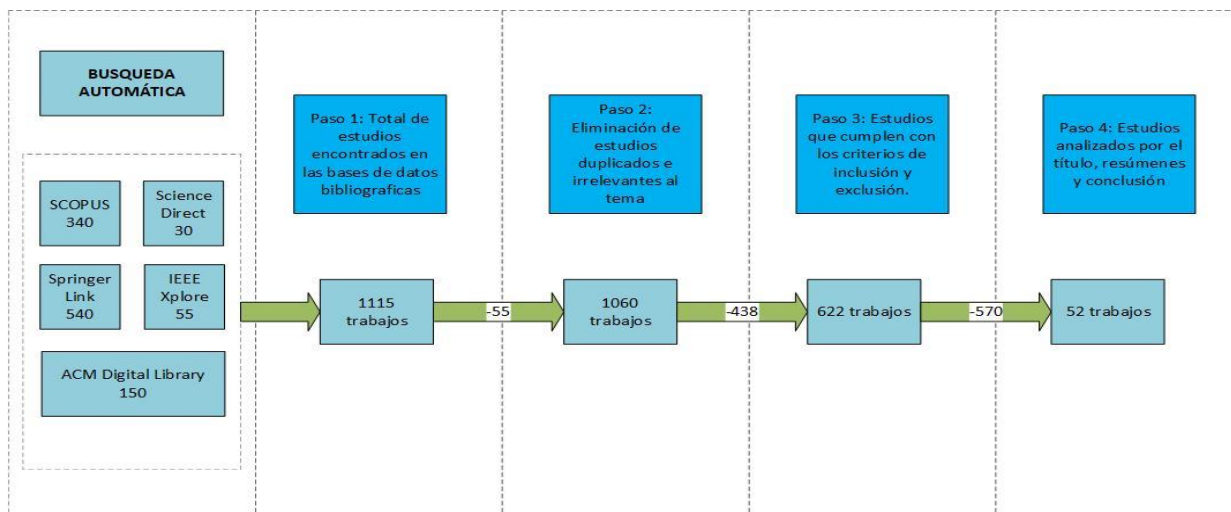 BUSQUEDA
AUTOMÁTICA
SCOPUS
340
Science
Direct
30
Springer
Link
540
IEEE
Xplore
55
ACM Digital Library
150
Paso 1: Total de
estudios
encontrados en
las bases de datos
bibliograficas
1115
trabajos
-55
Paso 2:
Eliminación de
estudios
duplicados e
irrelevantes al
tema
1060
trabajos
-438
Paso 3: Estudios
que cumplen con
los criterios de
inclusión y
exclusión.
622 trabajos
-570
Paso 4: Estudios
analizados por el
título, resúmenes
y conclusión
52 trabajos